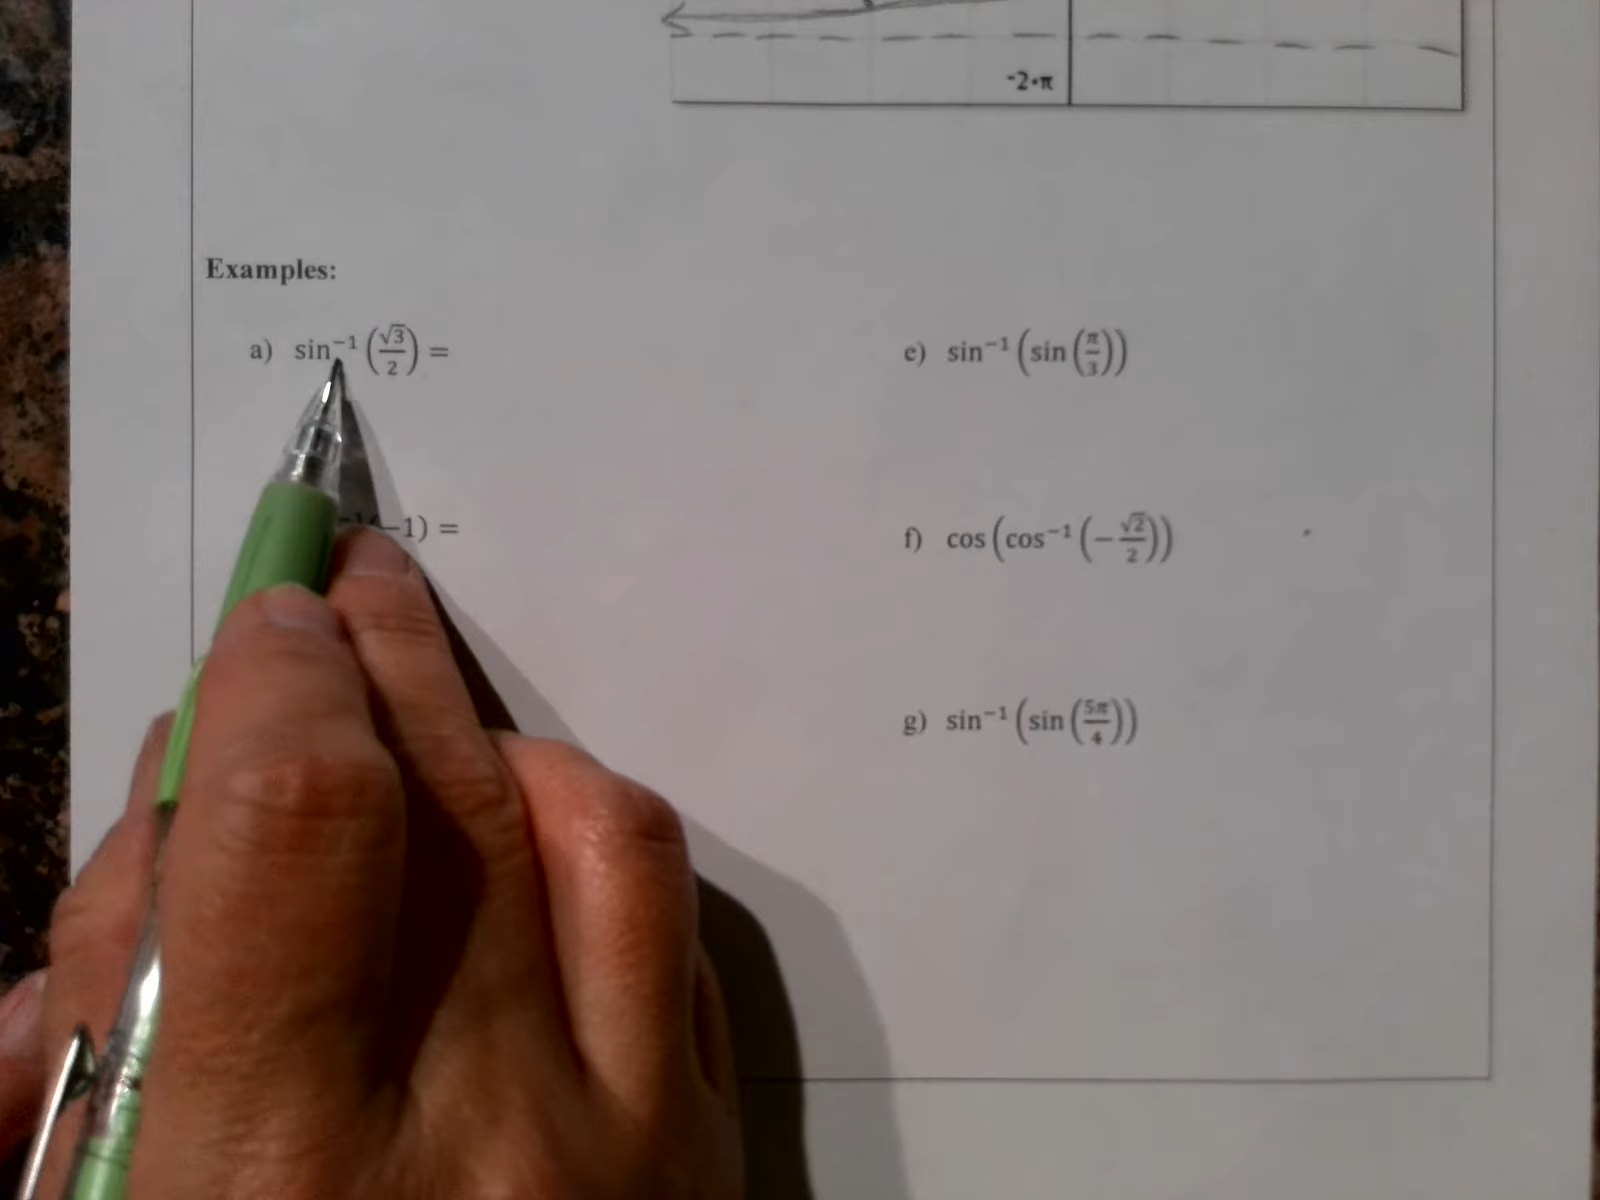 -2·π
Examples:
a) sin⁻¹(√3/2) =
⁻¹(−1) =
e) sin⁻¹(sin(π/3))
f) cos(cos⁻¹(−√2/2))
g) sin⁻¹(sin(5π/4))